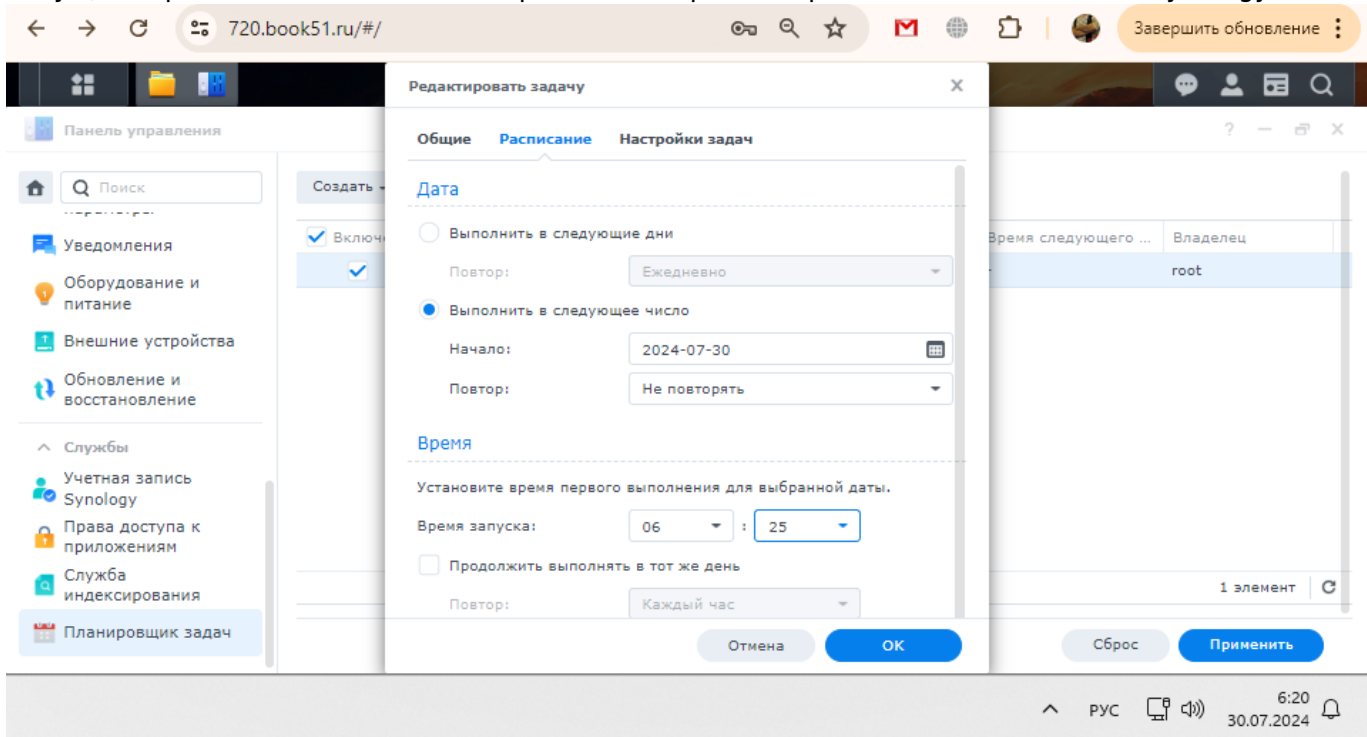 720.book51.ru/#/
Завершить обновление
Редактировать задачу
Панель управления
Общие Расписание Настройки задач
Поиск
Создать
Дата
Уведомления
Выполнить в следующие дни
Время следующего ... Владелец
Повтор: Ежедневно
root
Оборудование и
питание
Выполнить в следующее число
Внешние устройства
Начало: 2024-07-30
Обновление и
восстановление
Повтор: Не повторять
Службы
Время
Учетная запись
Synology
Установите время первого выполнения для выбранной даты.
Права доступа к
приложениям
Время запуска: 06 : 25
Продолжить выполнять в тот же день
Служба
индексирования
1 элемент
Повтор: Каждый час
Планировщик задач
Отмена OK
Сброс Применить
РУС
6:20
30.07.2024